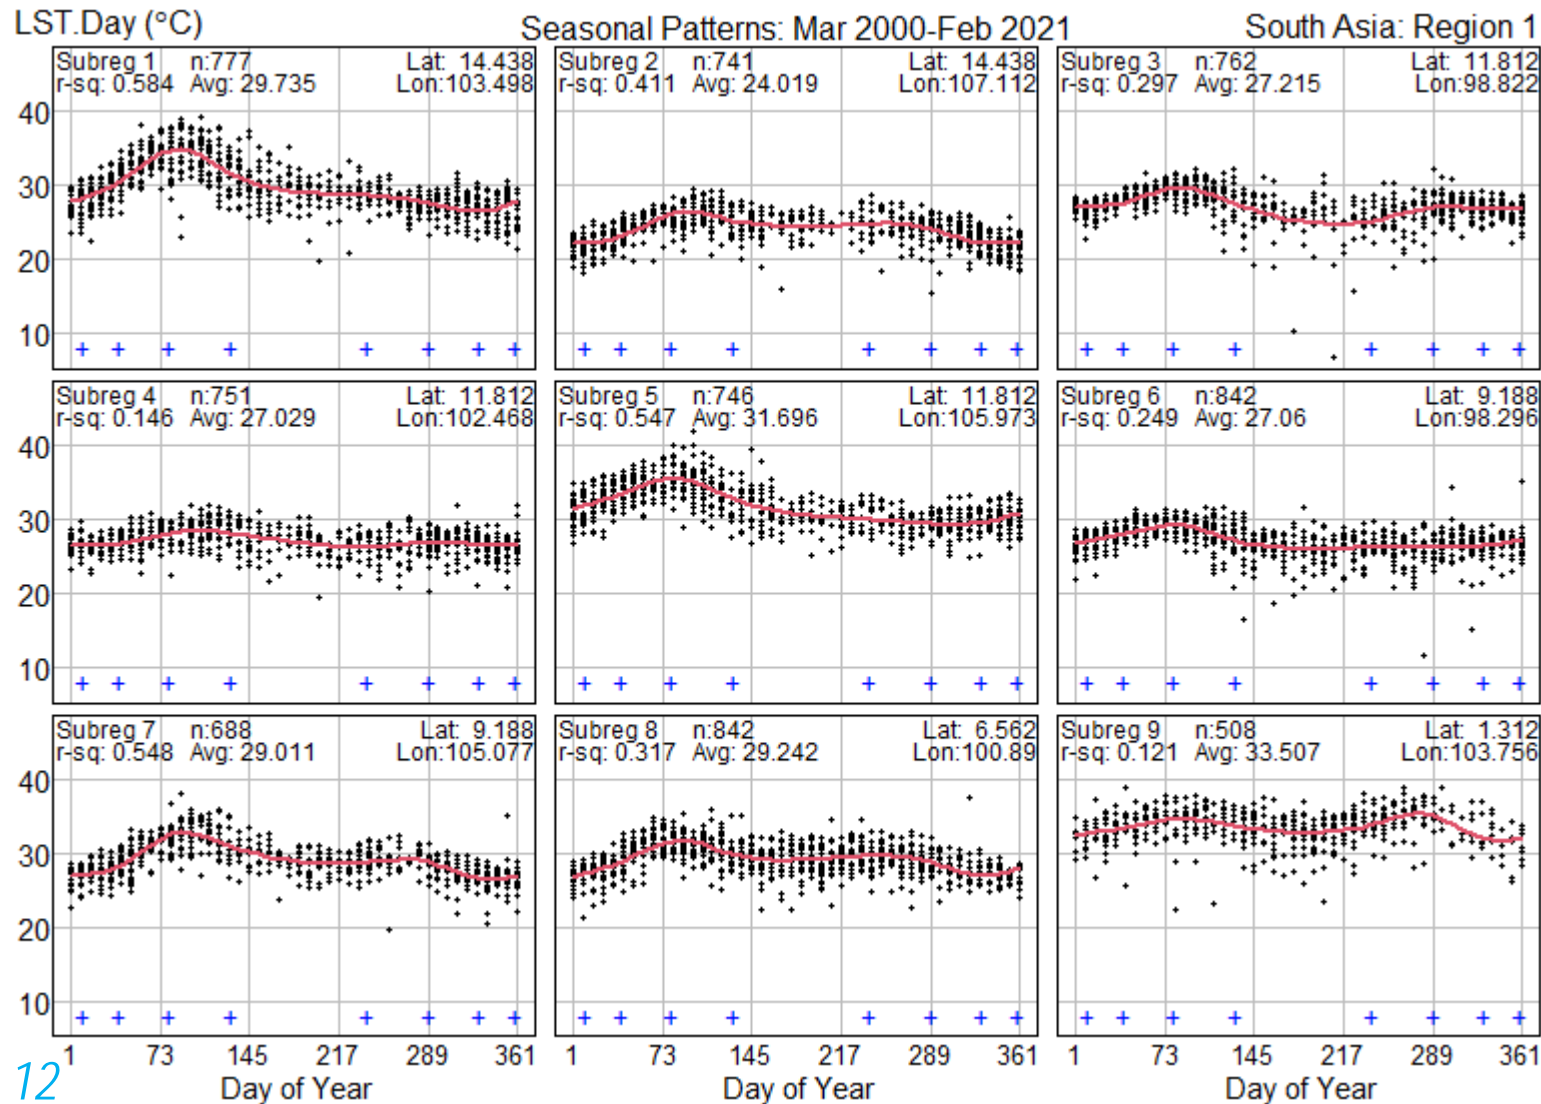 LST.Day (°C) Seasonal Patterns: Mar 2000-Feb 2021 South Asia: Region 1
Subreg 1 n:777 Lat: 14.438
r-sq: 0.584 Avg: 29.735 Lon:103.498
Subreg 2 n:741 Lat: 14.438
r-sq: 0.411 Avg: 24.019 Lon:107.112
Subreg 3 n:762 Lat: 11.812
r-sq: 0.297 Avg: 27.215 Lon:98.822
40
30
20
10
Subreg 4 n:751 Lat: 11.812
r-sq: 0.146 Avg: 27.029 Lon:102.468
Subreg 5 n:746 Lat: 11.812
r-sq: 0.547 Avg: 31.696 Lon:105.973
Subreg 6 n:842 Lat: 9.188
r-sq: 0.249 Avg: 27.06 Lon:98.296
40
30
20
10
Subreg 7 n:688 Lat: 9.188
r-sq: 0.548 Avg: 29.011 Lon:105.077
Subreg 8 n:842 Lat: 6.562
r-sq: 0.317 Avg: 29.242 Lon:100.89
Subreg 9 n:508 Lat: 1.312
r-sq: 0.121 Avg: 33.507 Lon:103.756
40
30
20
10
1 73 145 217 289 361 1 73 145 217 289 361 1 73 145 217 289 361
Day of Year Day of Year Day of Year
12